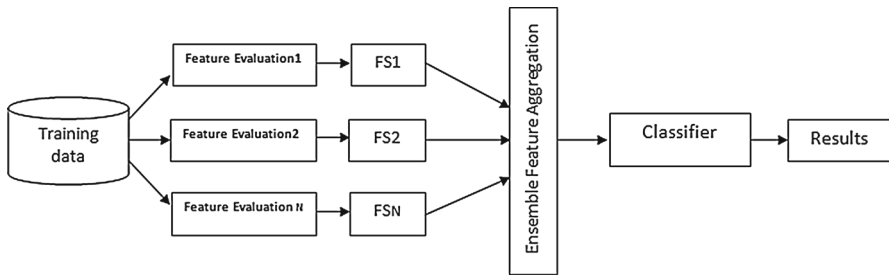 Training
data
Feature Evaluation1
FS1
Feature Evaluation2
FS2
Feature Evaluation N
FSN
Ensemble Feature Aggregation
Classifier
Results